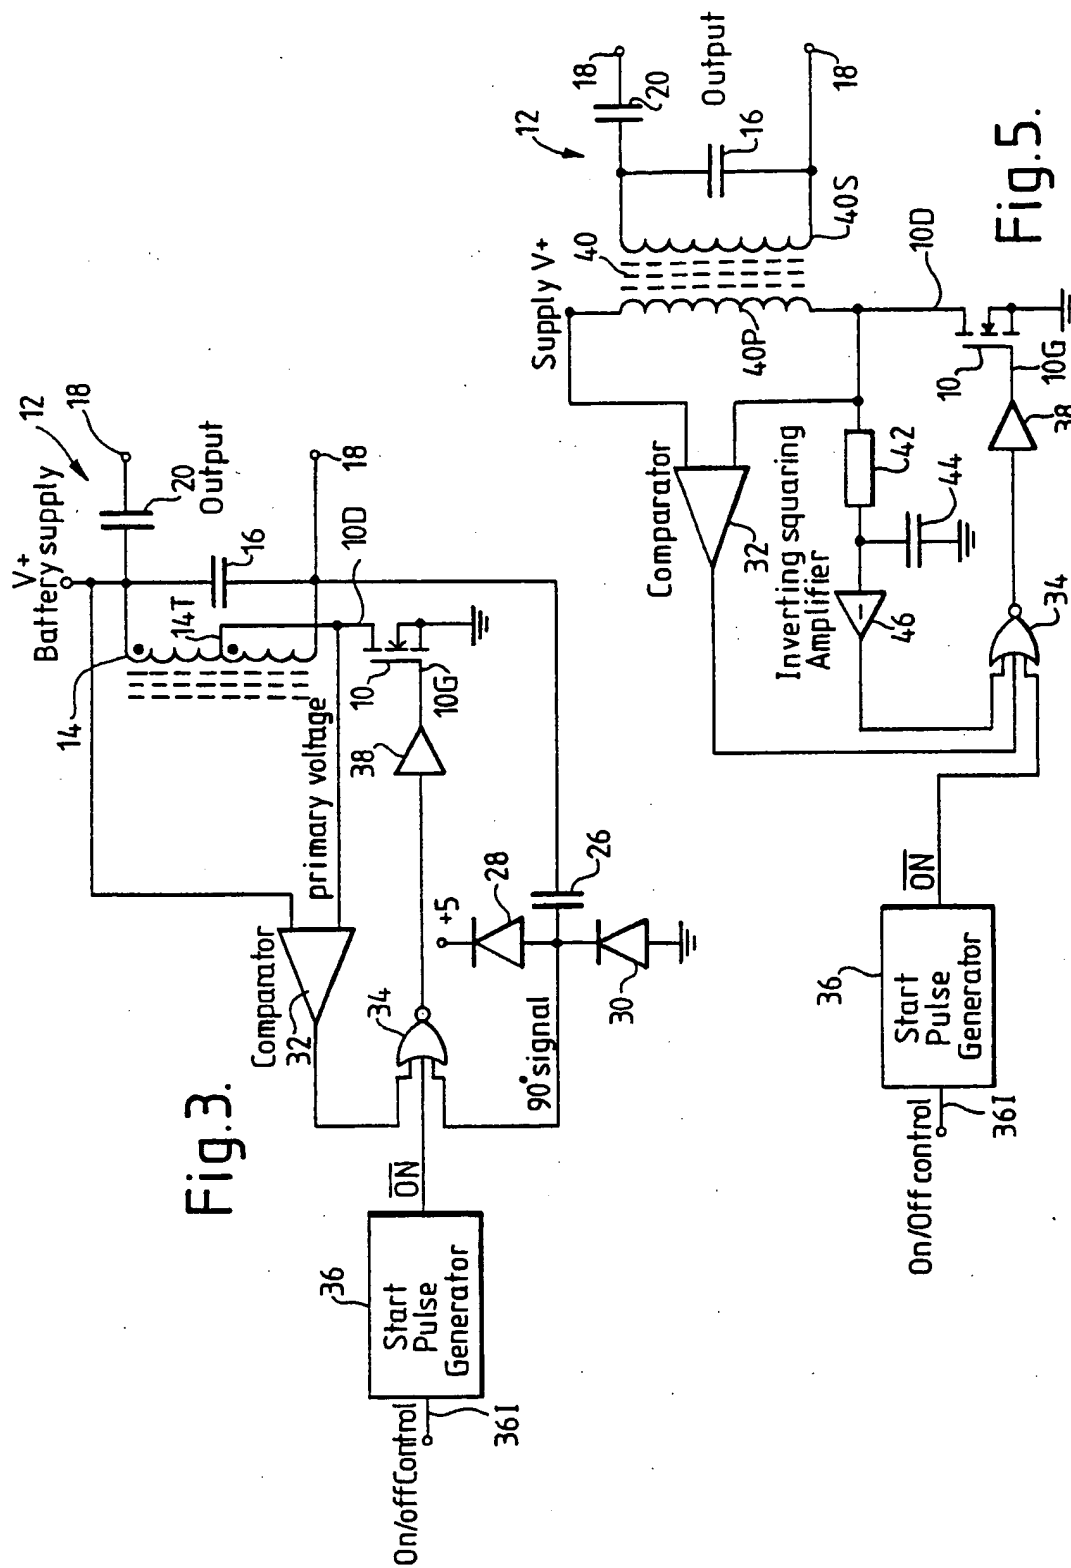 Fig.3.
On/off Control
36I
36
Start
Pulse
Generator
ON
34
90° signal
Comparator
32
primary voltage
38
+5
28
30
26
14
14T
V+
Battery supply
12
18
20
Output
16
18
10D
10
10G
Fig.5.
On/Off control
36I
36
Start
Pulse
Generator
ON
34
Comparator
32
Inverting squaring
Amplifier
46
44
42
38
Supply V+
40
40P
40S
12
18
20
Output
16
18
10D
10
10G